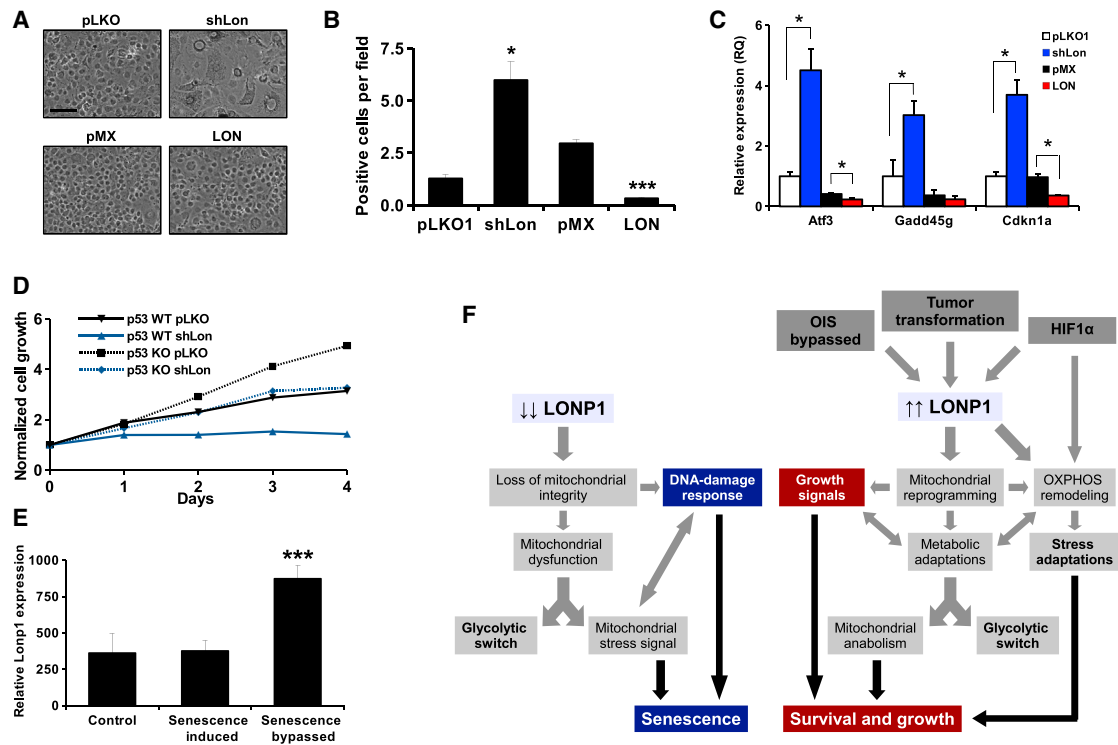 A
pLKO
shLon
pMX
LON
B
Positive cells per field
7.5
5.0
2.5
0.0
*
***
pLKO1
shLon
pMX
LON
C
Relative expression (RQ)
6
4
2
0
*
*
*
*
*
pLKO1
shLon
pMX
LON
Atf3
Gadd45g
Cdkn1a
D
Normalized cell growth
6
4
2
0
p53 WT pLKO
p53 WT shLon
p53 KO pLKO
p53 KO shLon
0
1
2
3
4
Days
E
Relative Lonp1 expression
1000
750
500
250
0
***
Control
Senescence
induced
Senescence
bypassed
F
OIS
bypassed
Tumor
transformation
HIF1α
↓↓ LONP1
↑↑ LONP1
Loss of mitochondrial
integrity
DNA-damage
response
Growth
signals
Mitochondrial
reprogramming
OXPHOS
remodeling
Mitochondrial
dysfunction
Metabolic
adaptations
Stress
adaptations
Glycolytic
switch
Mitochondrial
stress signal
Mitochondrial
anabolism
Glycolytic
switch
Senescence
Survival and growth